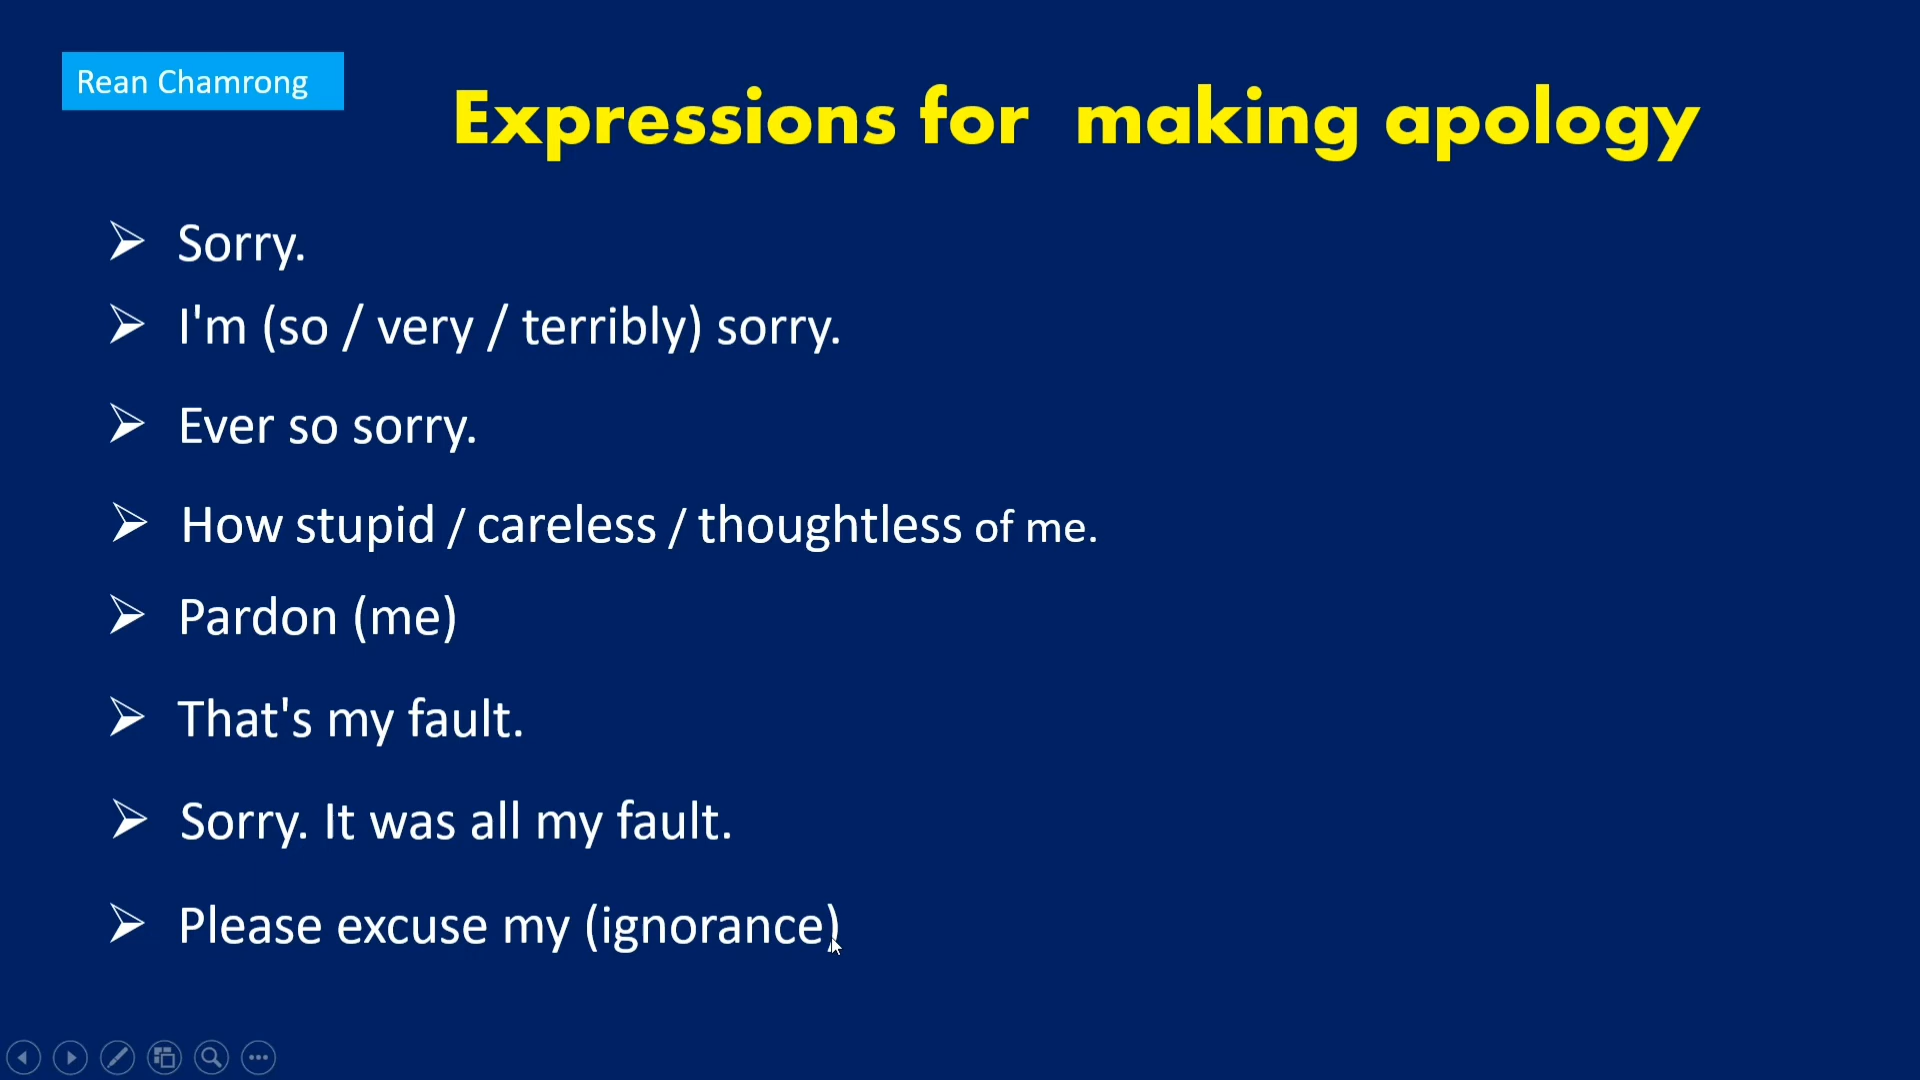 Rean Chamrong
Expressions for making apology
Sorry.
I'm (so / very / terribly) sorry.
Ever so sorry.
How stupid / careless / thoughtless of me.
Pardon (me)
That's my fault.
Sorry. It was all my fault.
Please excuse my (ignorance)